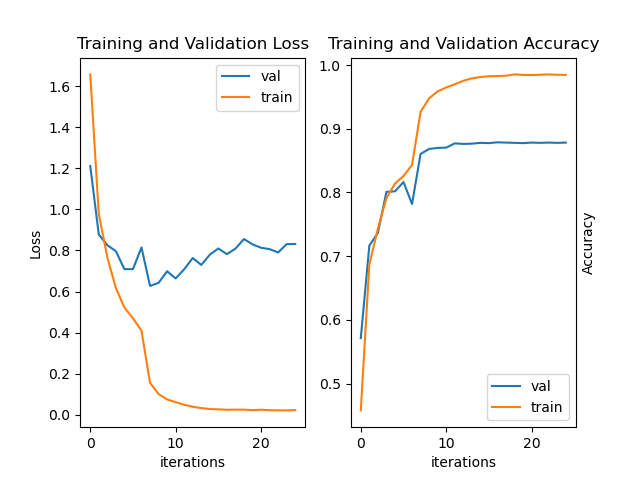 Training and Validation Loss
Training and Validation Accuracy
1.6
1.4
1.2
1.0
0.8
0.6
0.4
0.2
0.0
Loss
val
train
0
10
20
iterations
1.0
0.9
0.8
0.7
0.6
0.5
val
train
0
10
20
iterations
Accuracy